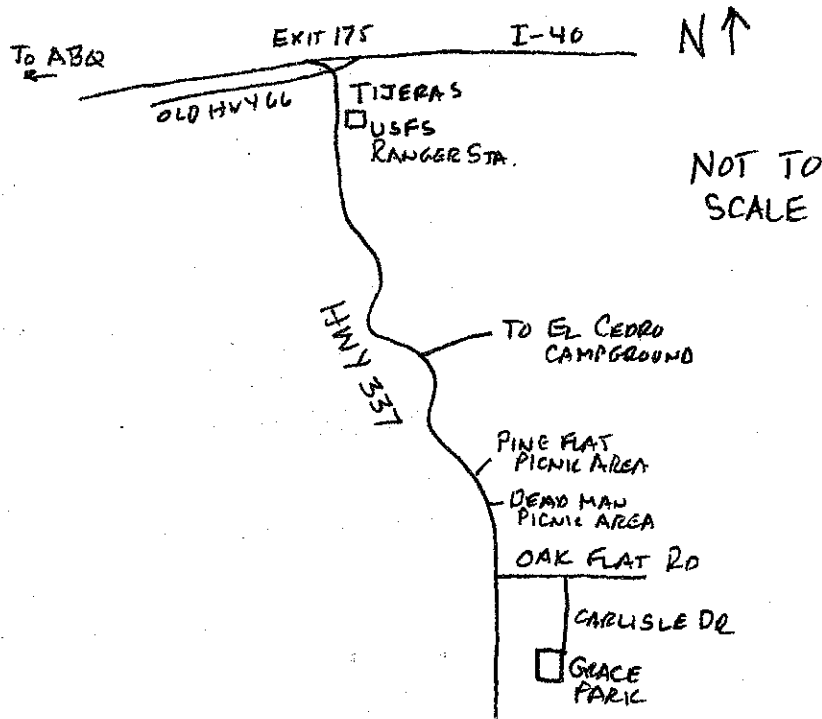 To ABQ
EXIT 175
I-40
N
OLD HWY 66
TIJERAS
USFS
RANGER STA.
NOT TO
SCALE
HWY 337
TO EL CEDRO
CAMPGROUND
PINE FLAT
PICNIC AREA
DEAD MAN
PICNIC AREA
OAK FLAT RD
CARLISLE DR
GRACE
PARK